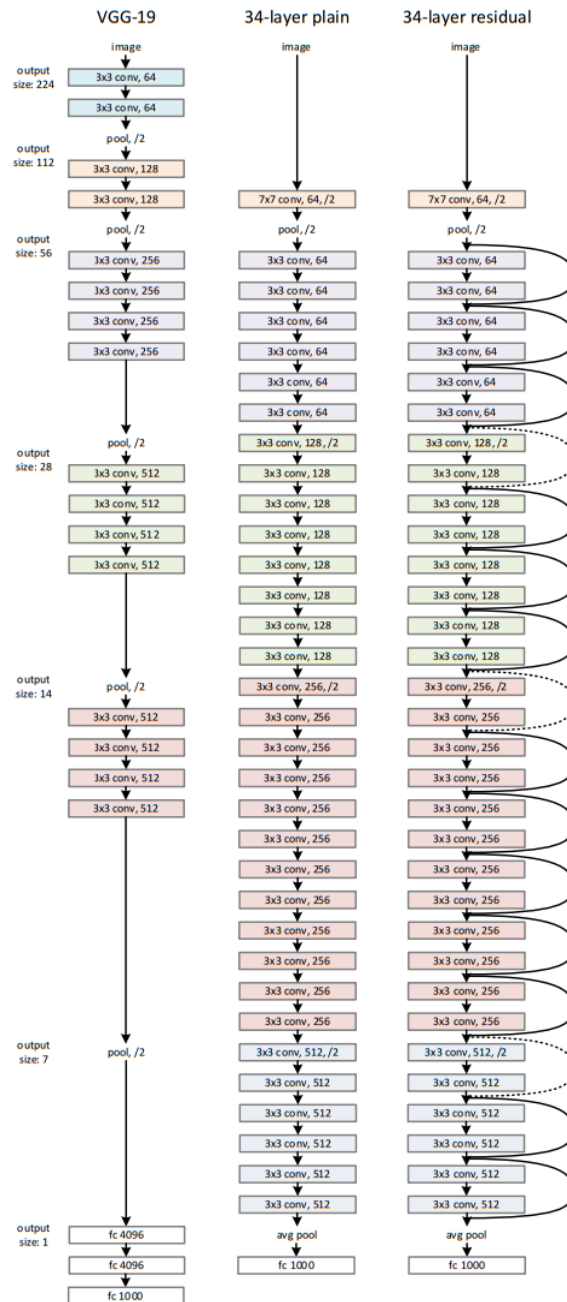 VGG-19
image
output
size: 224
3x3 conv, 64
3x3 conv, 64
pool, /2
output
size: 112
3x3 conv, 128
3x3 conv, 128
pool, /2
output
size: 56
3x3 conv, 256
3x3 conv, 256
3x3 conv, 256
3x3 conv, 256
pool, /2
output
size: 28
3x3 conv, 512
3x3 conv, 512
3x3 conv, 512
3x3 conv, 512
pool, /2
output
size: 14
3x3 conv, 512
3x3 conv, 512
3x3 conv, 512
3x3 conv, 512
output
size: 7
pool, /2
output
size: 1
fc 4096
fc 4096
fc 1000
34-layer plain
image
7x7 conv, 64, /2
pool, /2
3x3 conv, 64
3x3 conv, 64
3x3 conv, 64
3x3 conv, 64
3x3 conv, 64
3x3 conv, 64
3x3 conv, 128, /2
3x3 conv, 128
3x3 conv, 128
3x3 conv, 128
3x3 conv, 128
3x3 conv, 128
3x3 conv, 128
3x3 conv, 128
3x3 conv, 256, /2
3x3 conv, 256
3x3 conv, 256
3x3 conv, 256
3x3 conv, 256
3x3 conv, 256
3x3 conv, 256
3x3 conv, 256
3x3 conv, 256
3x3 conv, 256
3x3 conv, 256
3x3 conv, 256
3x3 conv, 512, /2
3x3 conv, 512
3x3 conv, 512
3x3 conv, 512
3x3 conv, 512
3x3 conv, 512
avg pool
fc 1000
34-layer residual
image
7x7 conv, 64, /2
pool, /2
3x3 conv, 64
3x3 conv, 64
3x3 conv, 64
3x3 conv, 64
3x3 conv, 64
3x3 conv, 64
3x3 conv, 128, /2
3x3 conv, 128
3x3 conv, 128
3x3 conv, 128
3x3 conv, 128
3x3 conv, 128
3x3 conv, 128
3x3 conv, 128
3x3 conv, 256, /2
3x3 conv, 256
3x3 conv, 256
3x3 conv, 256
3x3 conv, 256
3x3 conv, 256
3x3 conv, 256
3x3 conv, 256
3x3 conv, 256
3x3 conv, 256
3x3 conv, 256
3x3 conv, 256
3x3 conv, 512, /2
3x3 conv, 512
3x3 conv, 512
3x3 conv, 512
3x3 conv, 512
3x3 conv, 512
avg pool
fc 1000